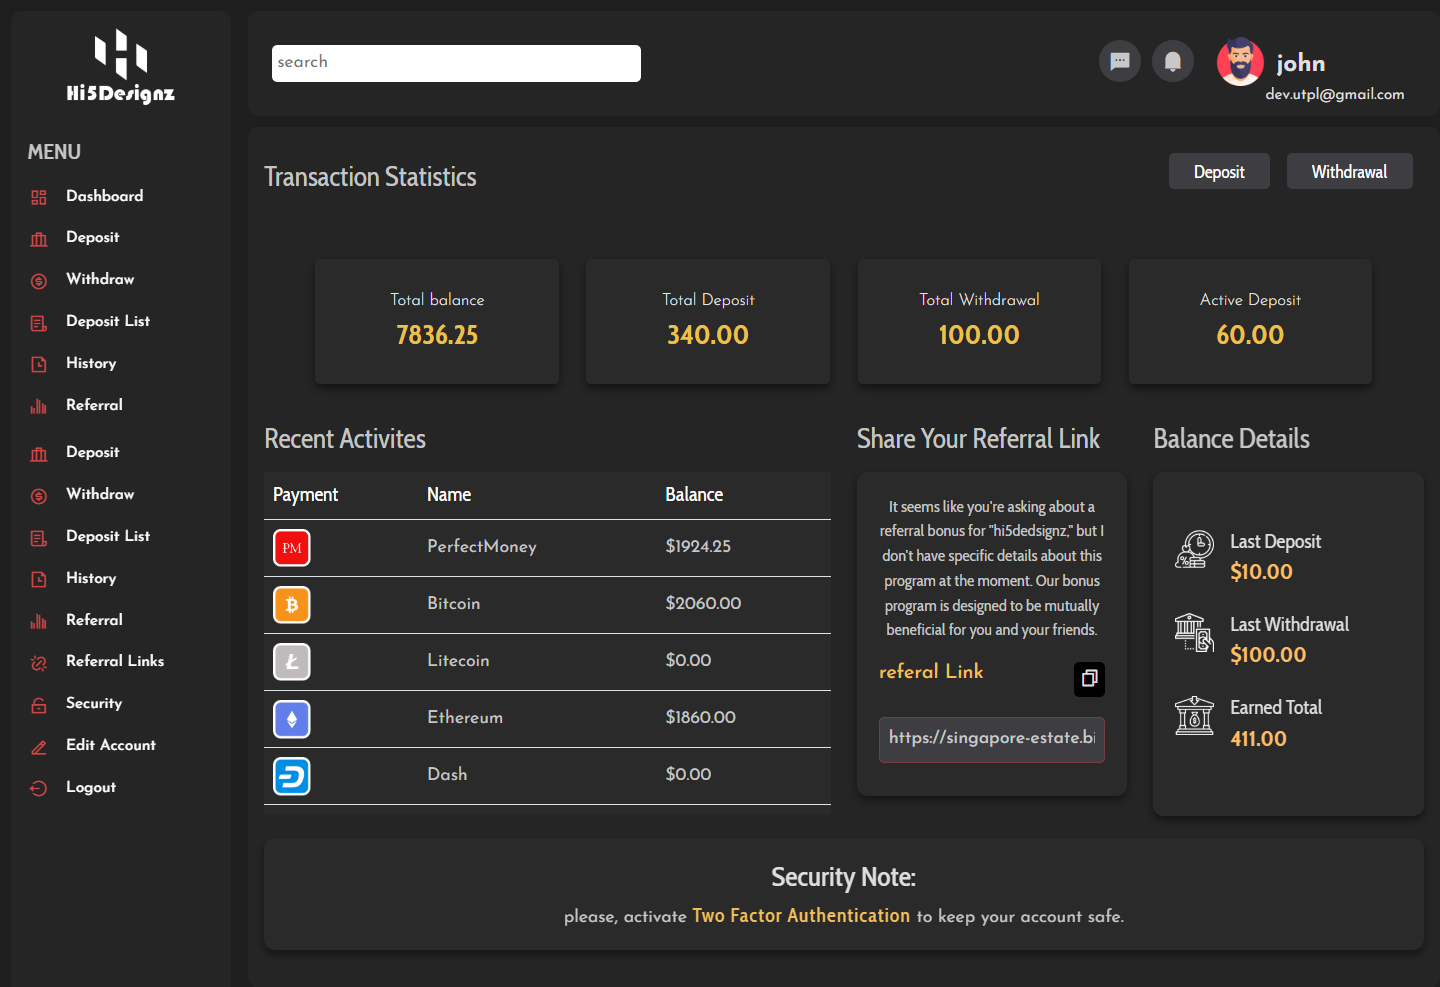 Hi5Designz
MENU
Dashboard
Deposit
Withdraw
Deposit List
History
Referral
Deposit
Withdraw
Deposit List
History
Referral
Referral Links
Security
Edit Account
Logout
search
john
dev.utpl@gmail.com
Transaction Statistics
Deposit
Withdrawal
Total balance
7836.25
Total Deposit
340.00
Total Withdrawal
100.00
Active Deposit
60.00
Recent Activites
Payment Name Balance
PM PerfectMoney $1924.25
Bitcoin $2060.00
Litecoin $0.00
Ethereum $1860.00
Dash $0.00
Share Your Referral Link
It seems like you're asking about a
referral bonus for "hi5dedsignz," but I
don't have specific details about this
program at the moment. Our bonus
program is designed to be mutually
beneficial for you and your friends.
referal Link
https://singapore-estate.bi
Balance Details
Last Deposit
$10.00
Last Withdrawal
$100.00
Earned Total
411.00
Security Note:
please, activate Two Factor Authentication to keep your account safe.